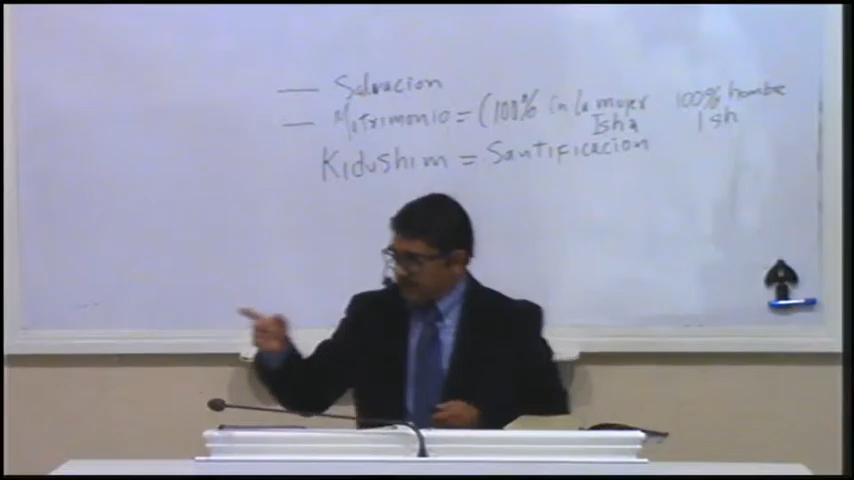 — Salvacion
— Matrimonio = (100% en la mujer 100% hombre
Isha Ish
Kidushim = Santificacion